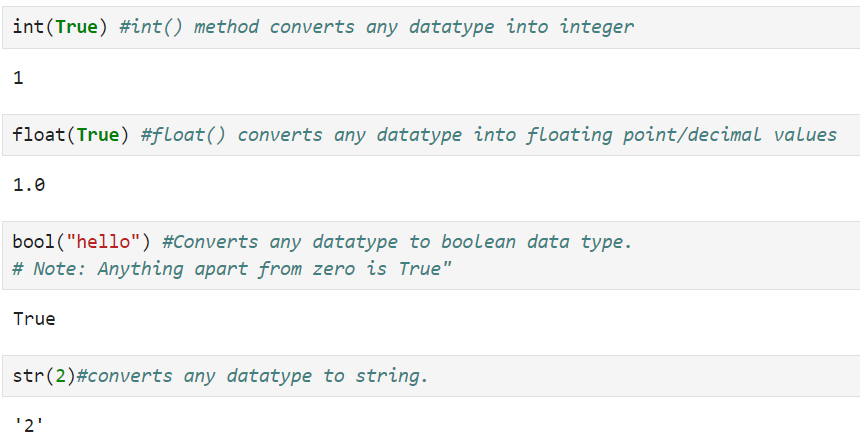 int(True) #int() method converts any datatype into integer
1
float(True) #float() converts any datatype into floating point/decimal values
1.0
bool("hello") #Converts any datatype to boolean data type.
# Note: Anything apart from zero is True"
True
str(2)#converts any datatype to string.
'2'